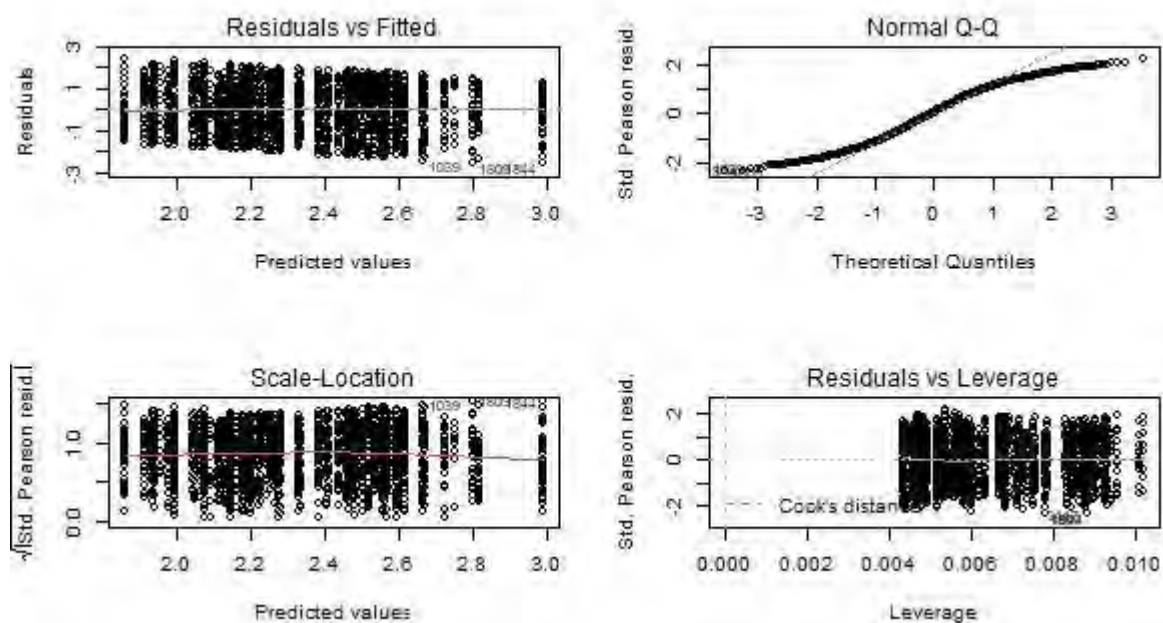 Residuals vs Fitted
Residuals
3
1
-1
-3
1039
1809
1844
2.0 2.2 2.4 2.6 2.8 3.0
Predicted values
Normal Q-Q
Std. Pearson resid.
2
0
-2
-3 -2 -1 0 1 2 3
Theoretical Quantiles
Scale-Location
√|Std. Pearson resid.|
1.0
0.0
1039
1809
1844
2.0 2.2 2.4 2.6 2.8 3.0
Predicted values
Residuals vs Leverage
Std. Pearson resid.
2
0
-2
Cook's distan
0.000 0.002 0.004 0.006 0.008 0.010
Leverage